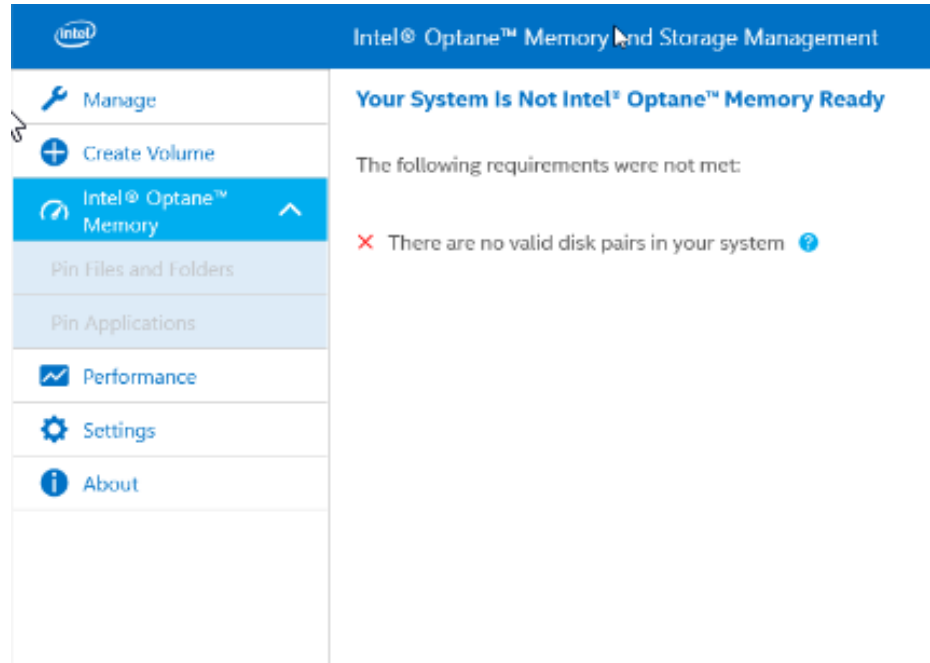 intel
Intel® Optane™ Memory and Storage Management
Manage
Create Volume
Intel® Optane™
Memory
Pin Files and Folders
Pin Applications
Performance
Settings
About
Your System Is Not Intel® Optane™ Memory Ready
The following requirements were not met:
There are no valid disk pairs in your system